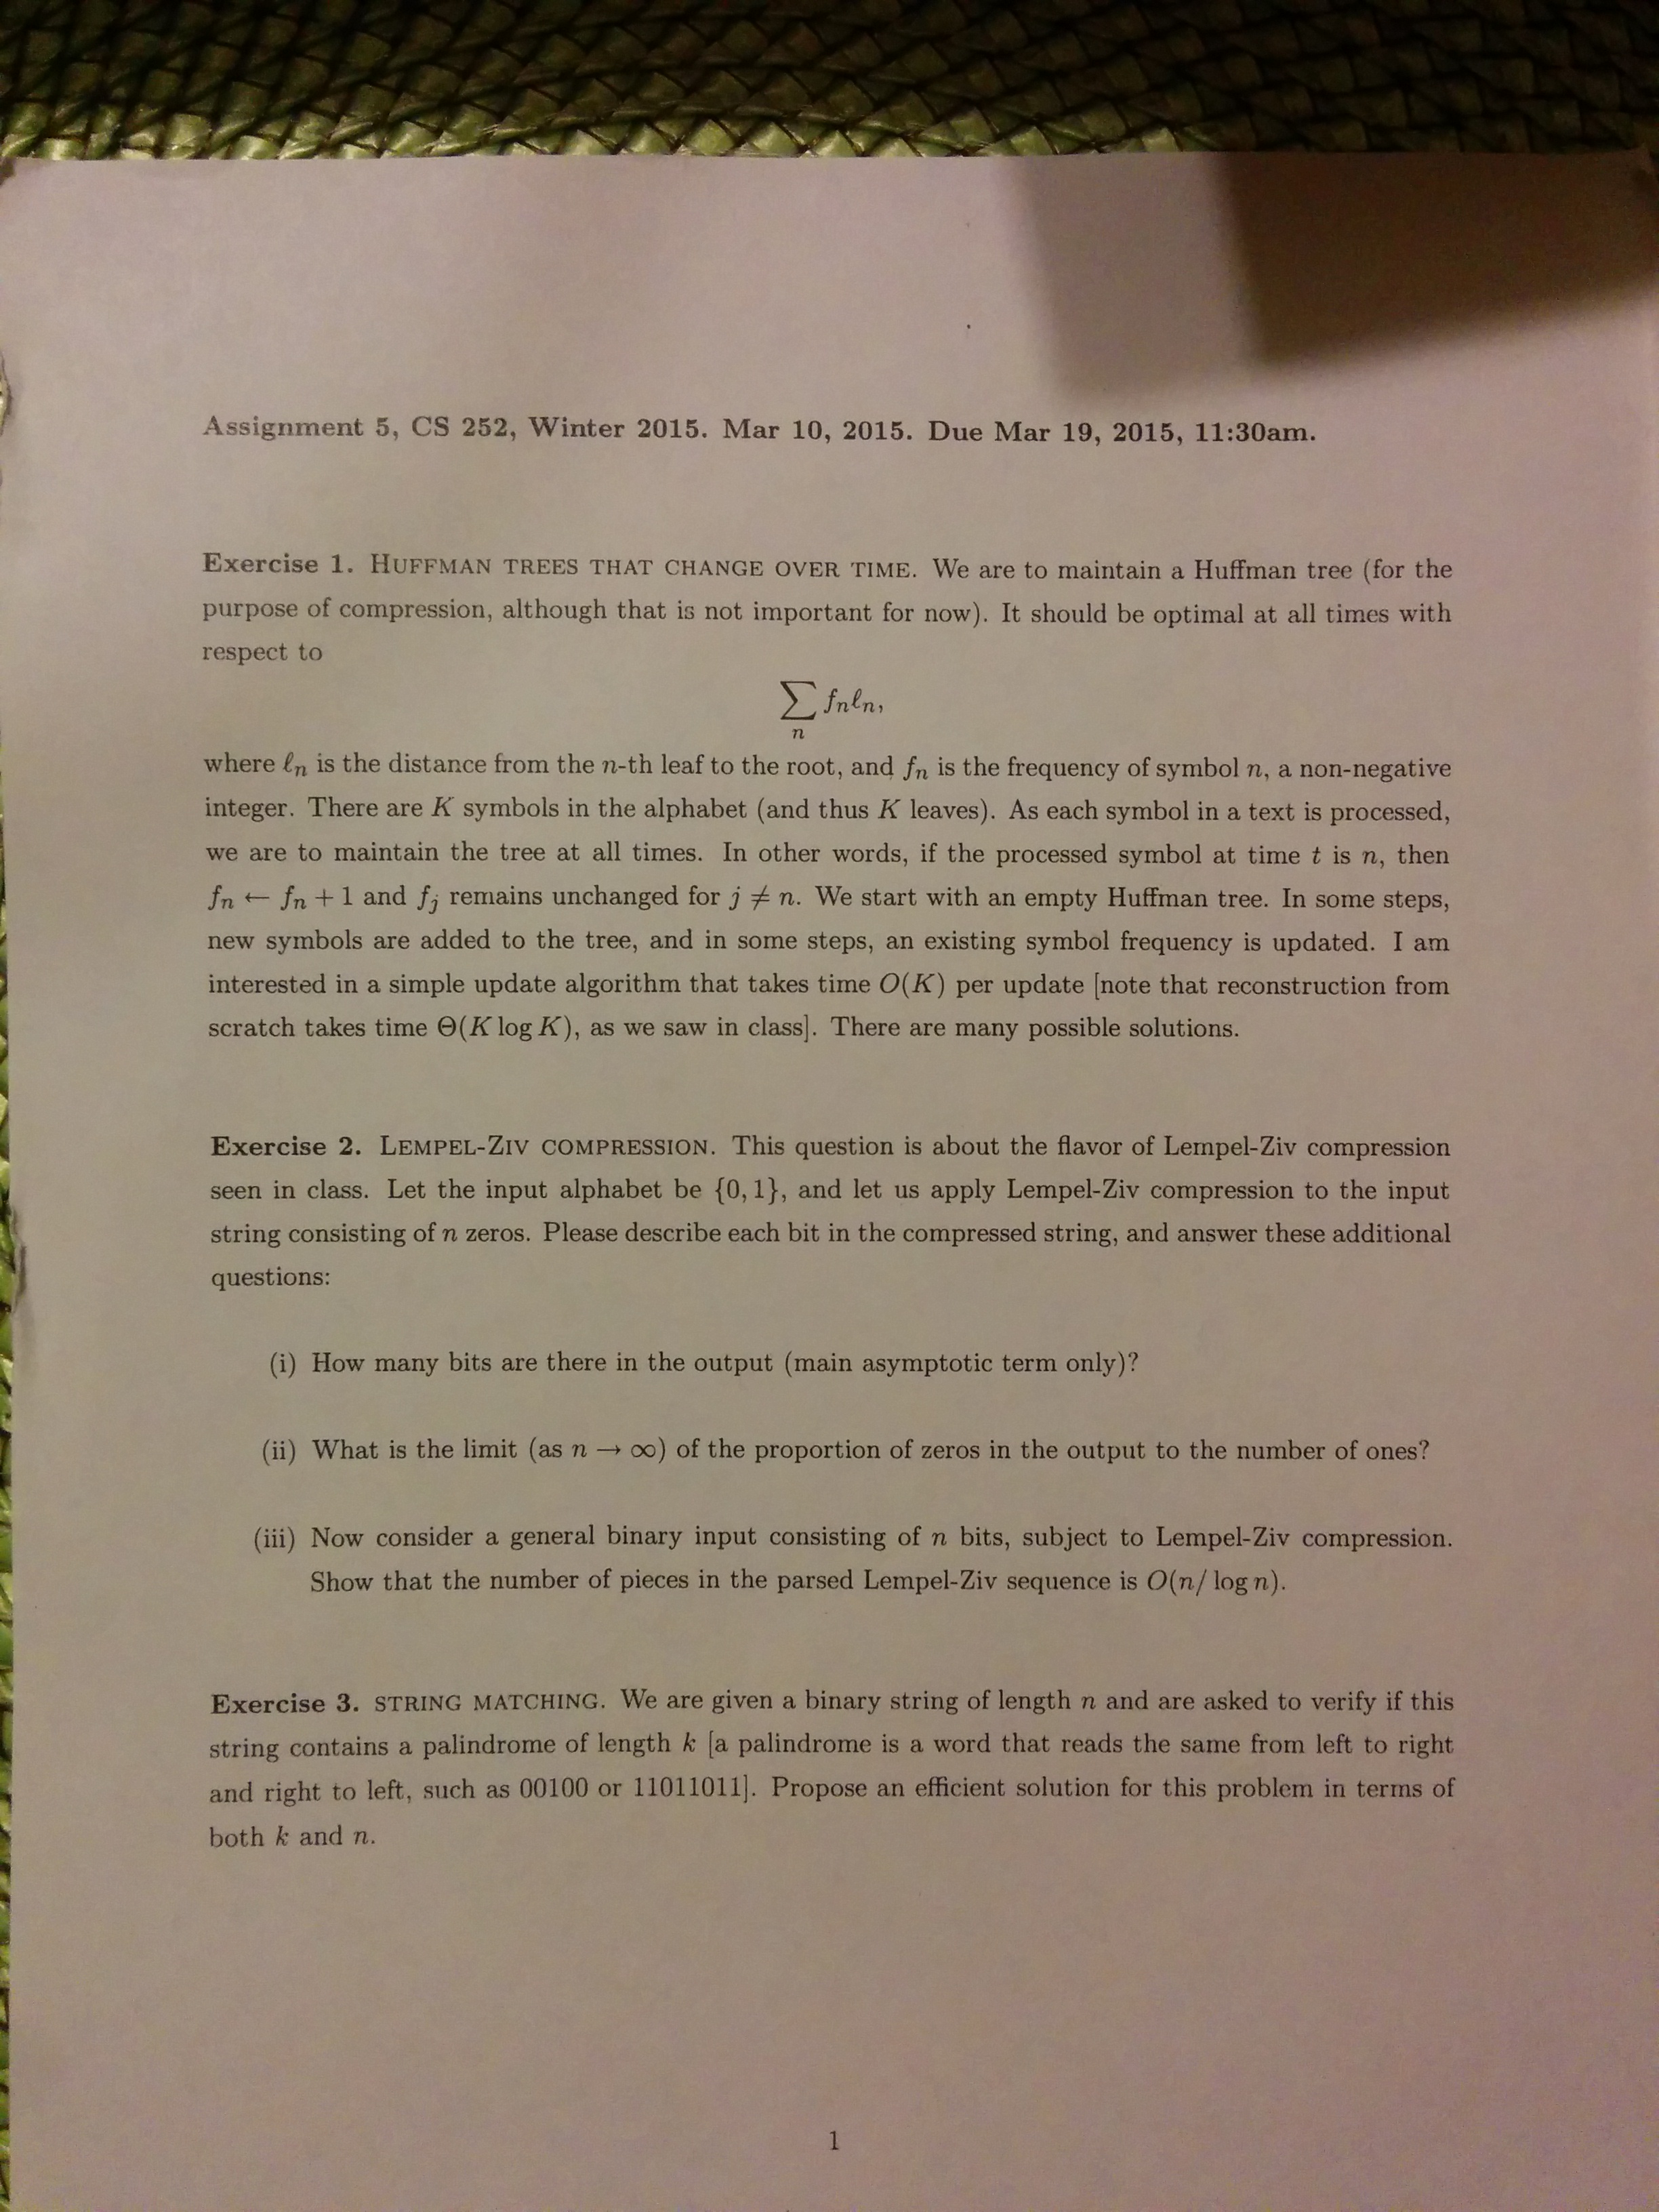 Assignment 5, CS 252, Winter 2015. Mar 10, 2015. Due Mar 19, 2015, 11:30am.
Exercise 1. HUFFMAN TREES THAT CHANGE OVER TIME. We are to maintain a Huffman tree (for the
purpose of compression, although that is not important for now). It should be optimal at all times with
respect to
∑ fₙℓₙ,
n
where ℓₙ is the distance from the n-th leaf to the root, and fₙ is the frequency of symbol n, a non-negative
integer. There are K symbols in the alphabet (and thus K leaves). As each symbol in a text is processed,
we are to maintain the tree at all times. In other words, if the processed symbol at time t is n, then
fₙ ← fₙ + 1 and fⱼ remains unchanged for j ≠ n. We start with an empty Huffman tree. In some steps,
new symbols are added to the tree, and in some steps, an existing symbol frequency is updated. I am
interested in a simple update algorithm that takes time O(K) per update [note that reconstruction from
scratch takes time Θ(K log K), as we saw in class]. There are many possible solutions.
Exercise 2. LEMPEL-ZIV COMPRESSION. This question is about the flavor of Lempel-Ziv compression
seen in class. Let the input alphabet be {0, 1}, and let us apply Lempel-Ziv compression to the input
string consisting of n zeros. Please describe each bit in the compressed string, and answer these additional
questions:
(i) How many bits are there in the output (main asymptotic term only)?
(ii) What is the limit (as n → ∞) of the proportion of zeros in the output to the number of ones?
(iii) Now consider a general binary input consisting of n bits, subject to Lempel-Ziv compression.
Show that the number of pieces in the parsed Lempel-Ziv sequence is O(n/ log n).
Exercise 3. STRING MATCHING. We are given a binary string of length n and are asked to verify if this
string contains a palindrome of length k [a palindrome is a word that reads the same from left to right
and right to left, such as 00100 or 11011011]. Propose an efficient solution for this problem in terms of
both k and n.
1